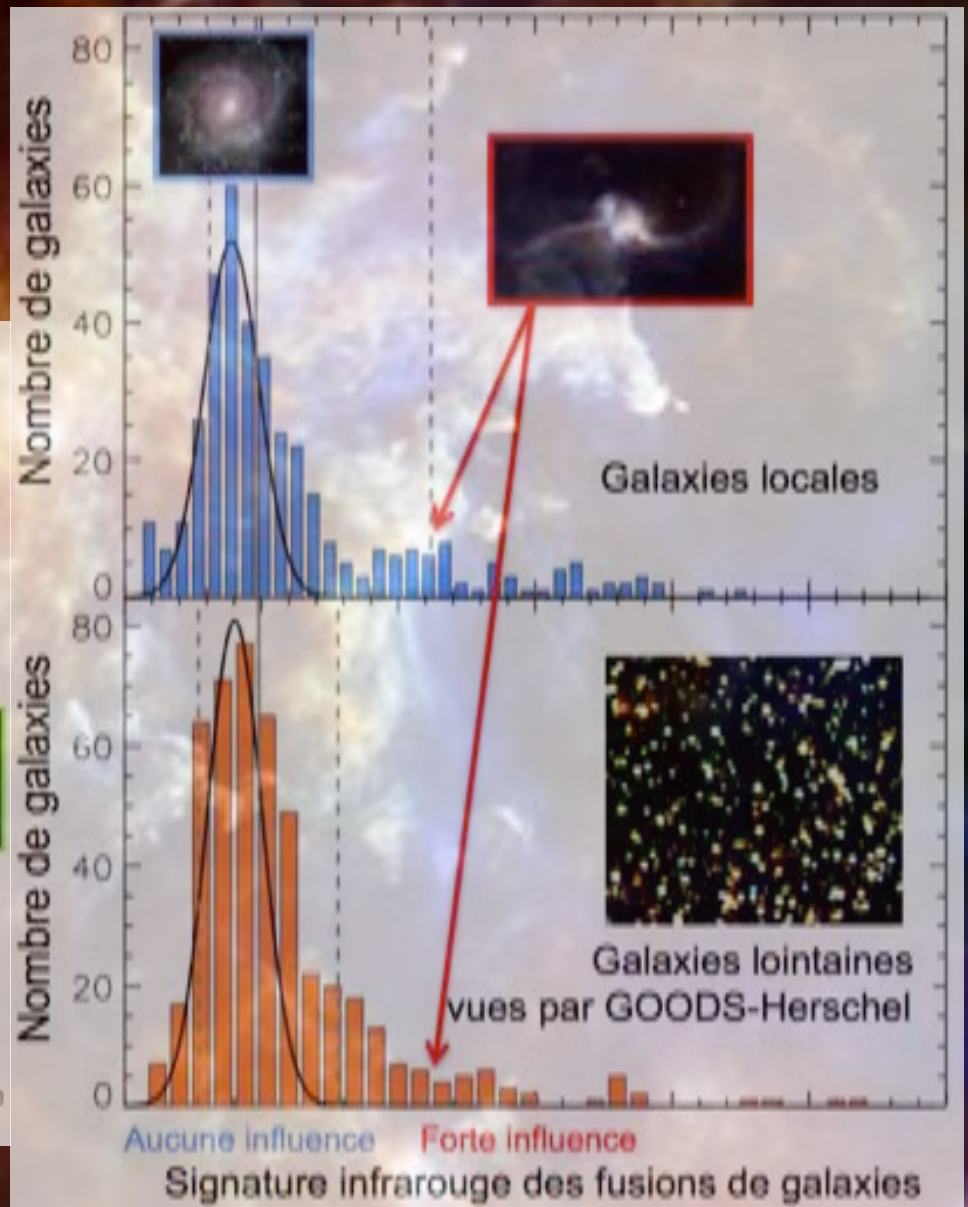 Nombre de galaxies
80
60
40
20
0
Galaxies locales
Nombre de galaxies
80
60
40
20
0
Galaxies lointaines
vues par GOODS-Herschel
Aucune influence Forte influence
Signature infrarouge des fusions de galaxies